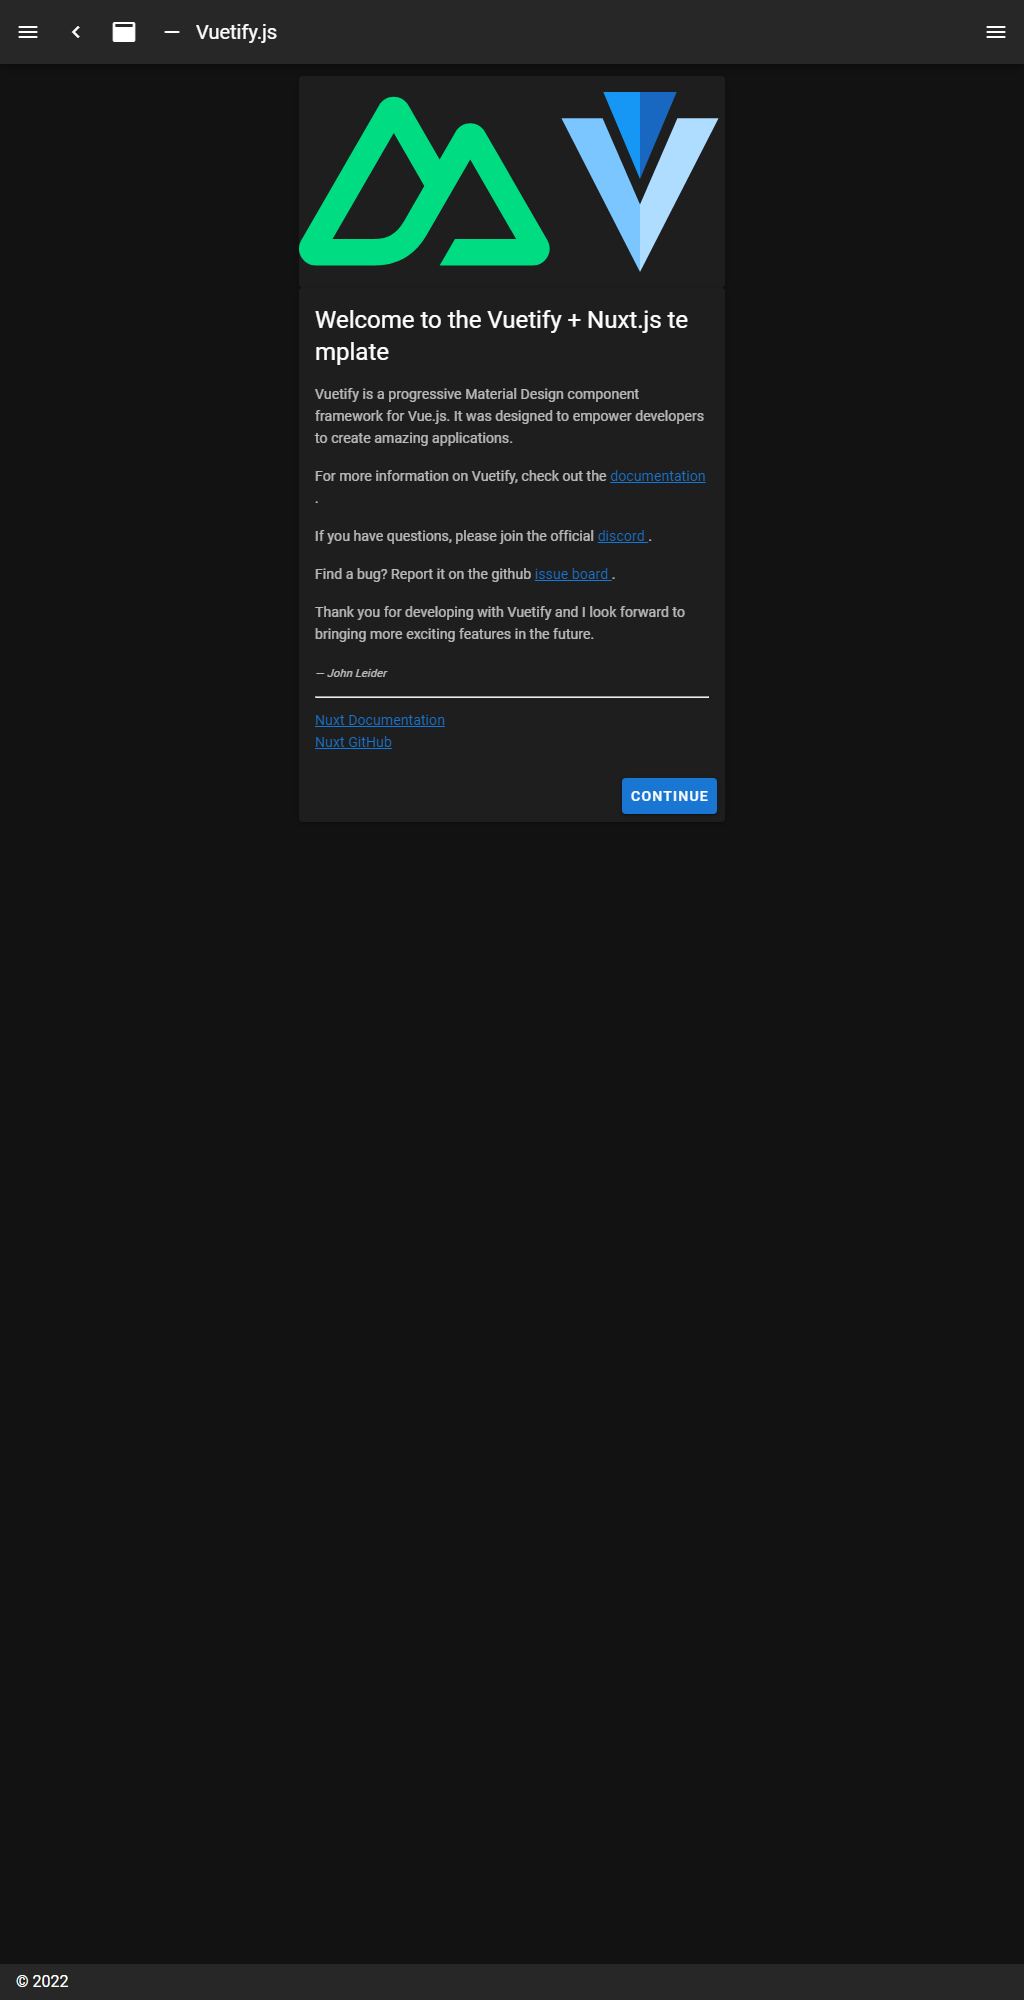 Vuetify.js
Welcome to the Vuetify + Nuxt.js te
mplate
Vuetify is a progressive Material Design component
framework for Vue.js. It was designed to empower developers
to create amazing applications.
For more information on Vuetify, check out the documentation
.
If you have questions, please join the official discord .
Find a bug? Report it on the github issue board .
Thank you for developing with Vuetify and I look forward to
bringing more exciting features in the future.
— John Leider
Nuxt Documentation
Nuxt GitHub
CONTINUE
© 2022